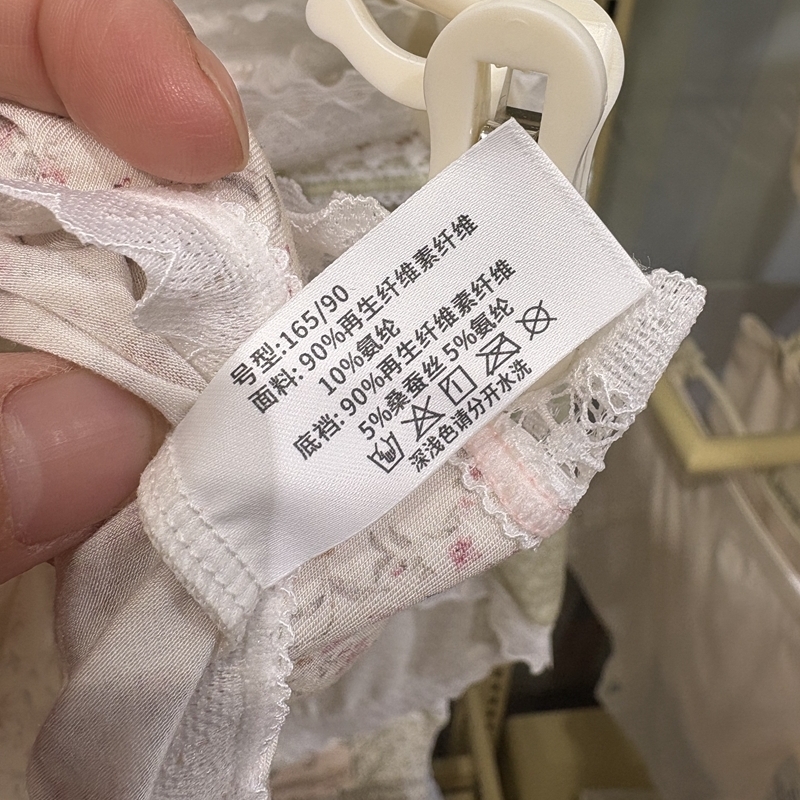 号型:165/90
面料: 90%再生纤维素纤维
10%氨纶
底裆: 90%再生纤维素纤维
5%桑蚕丝 5%氨纶
1
深浅色请分开水洗